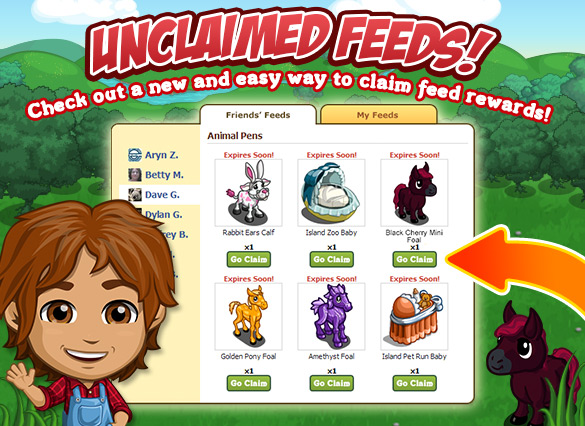 UNCLAIMED FEEDS!
Check out a new and easy way to claim feed rewards!
Friends' Feeds
My Feeds
Animal Pens
Aryn Z.
Betty M.
Dave G.
Dylan G.
B.
Expires Soon! Expires Soon! Expires Soon!
Rabbit Ears Calf
x1
Go Claim
Island Zoo Baby
x1
Go Claim
Black Cherry Mini
Foal
x1
Go Claim
Expires Soon! Expires Soon! Expires Soon!
Golden Pony Foal
x1
Go Claim
Amethyst Foal
x1
Go Claim
Island Pet Run Baby
x1
Go Claim